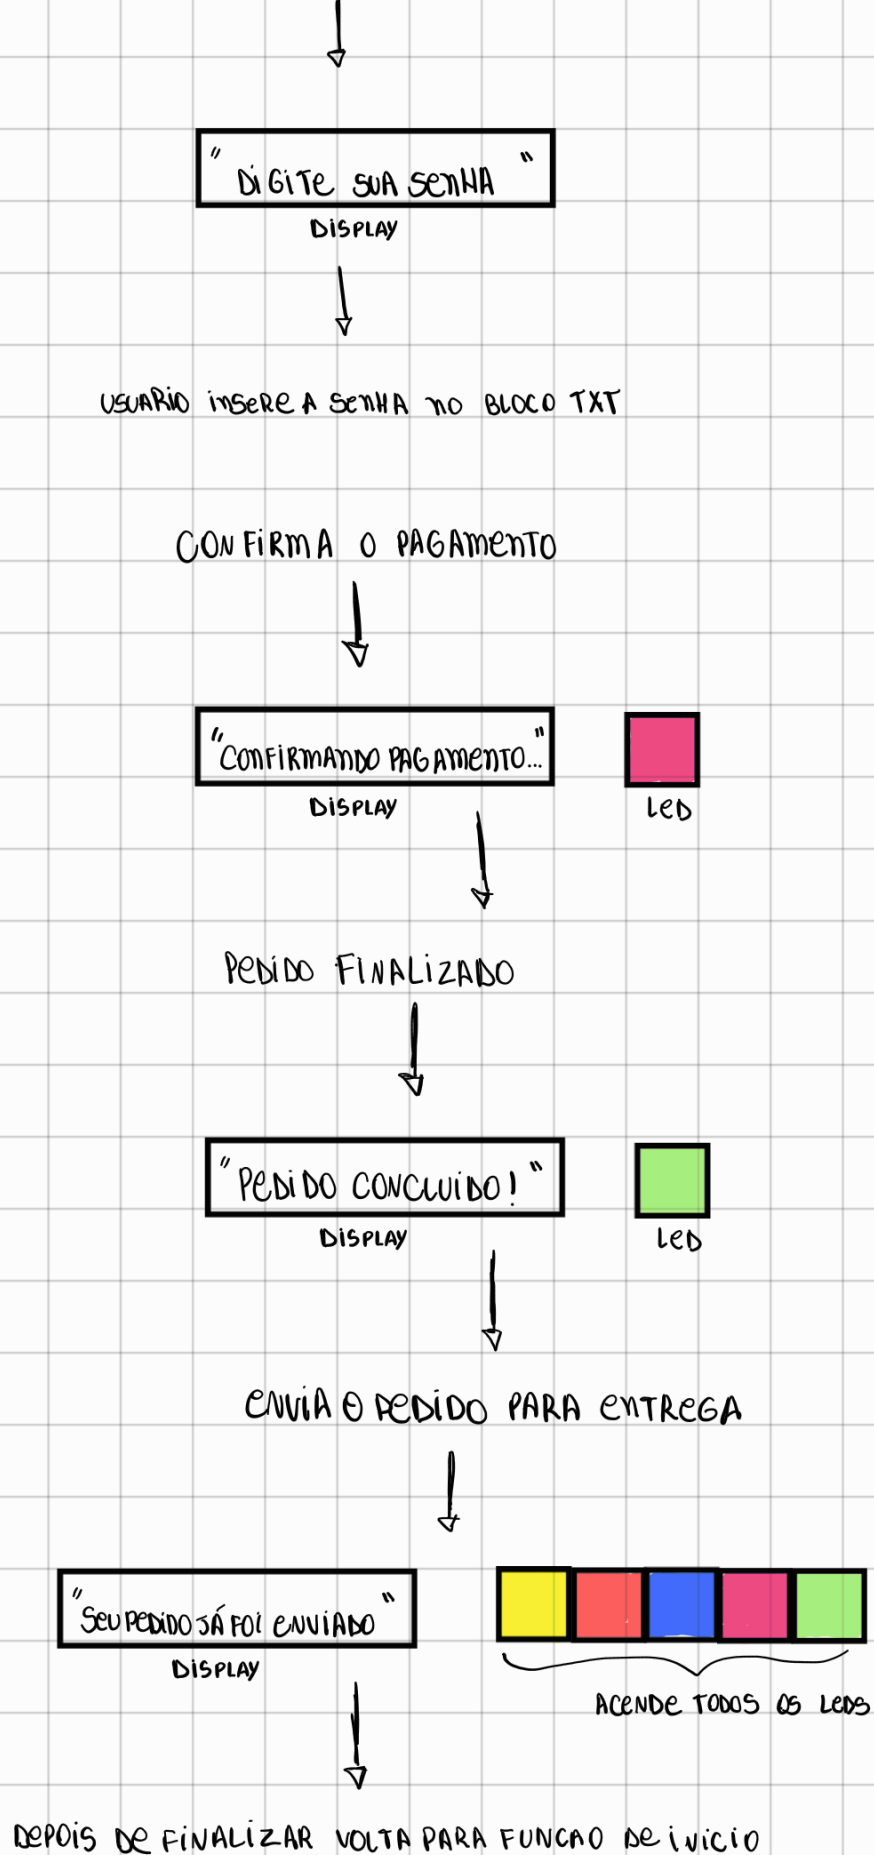 " DIGITE SUA SENHA "
DISPLAY
USUARIO INSERE A SENHA NO BLOCO TXT
CONFIRMA O PAGAMENTO
"CONFIRMANDO PAGAMENTO..."
DISPLAY
LED
PEDIDO FINALIZADO
"PEDIDO CONCLUIDO!"
DISPLAY
LED
ENVIA O PEDIDO PARA ENTREGA
"SEU PEDIDO JÁ FOI ENVIADO"
DISPLAY
ACENDE TODOS OS LEDS
DEPOIS DE FINALIZAR VOLTA PARA FUNCAO DE INICIO